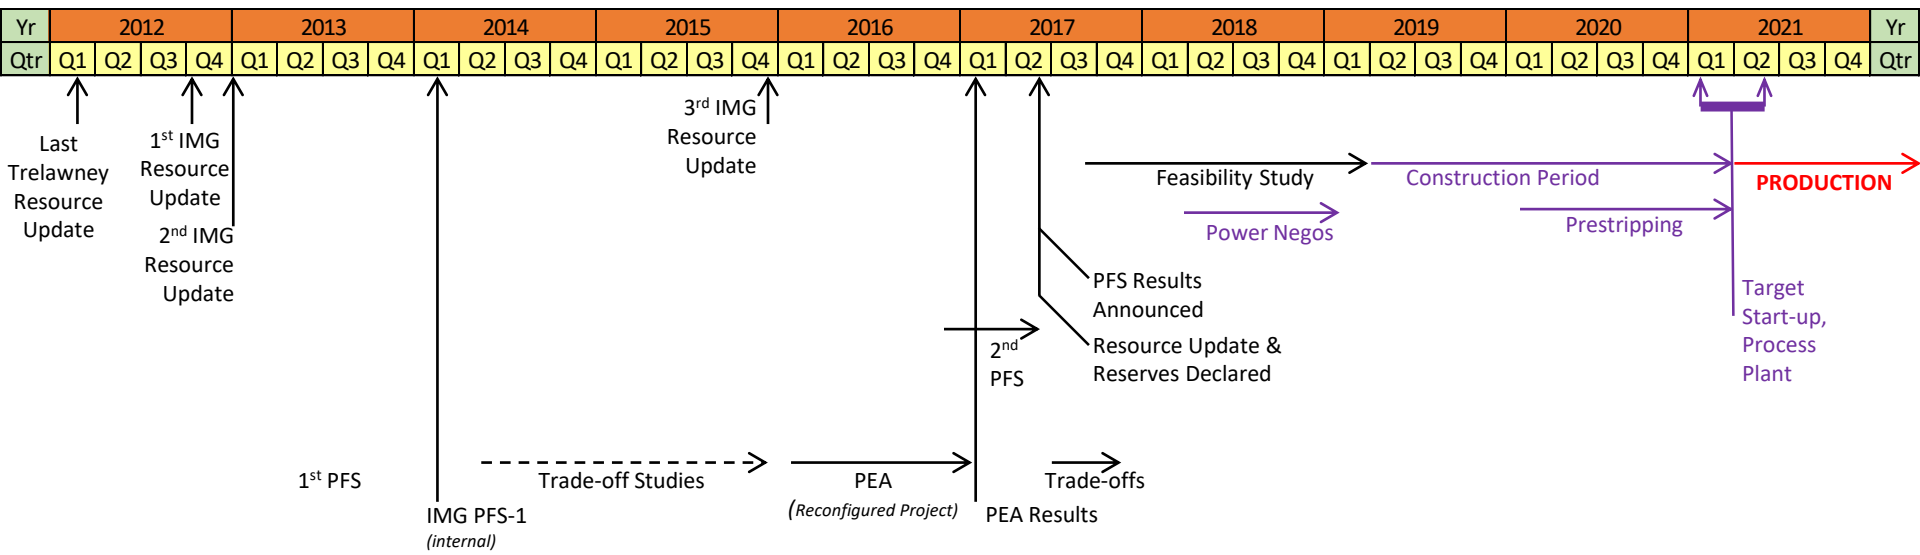 Yr 2012 2013 2014 2015 2016 2017 2018 2019 2020 2021 Yr
Qtr Q1 Q2 Q3 Q4 Q1 Q2 Q3 Q4 Q1 Q2 Q3 Q4 Q1 Q2 Q3 Q4 Q1 Q2 Q3 Q4 Q1 Q2 Q3 Q4 Q1 Q2 Q3 Q4 Q1 Q2 Q3 Q4 Q1 Q2 Q3 Q4 Q1 Q2 Q3 Q4 Qtr
Last
Trelawney
Resource
Update
1st IMG
Resource
Update
2nd IMG
Resource
Update
3rd IMG
Resource
Update
Feasibility Study
Construction Period
PRODUCTION
Power Negos
Prestripping
PFS Results
Announced
Resource Update &
Reserves Declared
2nd
PFS
Target
Start-up,
Process
Plant
1st PFS
IMG PFS-1
(internal)
Trade-off Studies
PEA
(Reconfigured Project)
PEA Results
Trade-offs